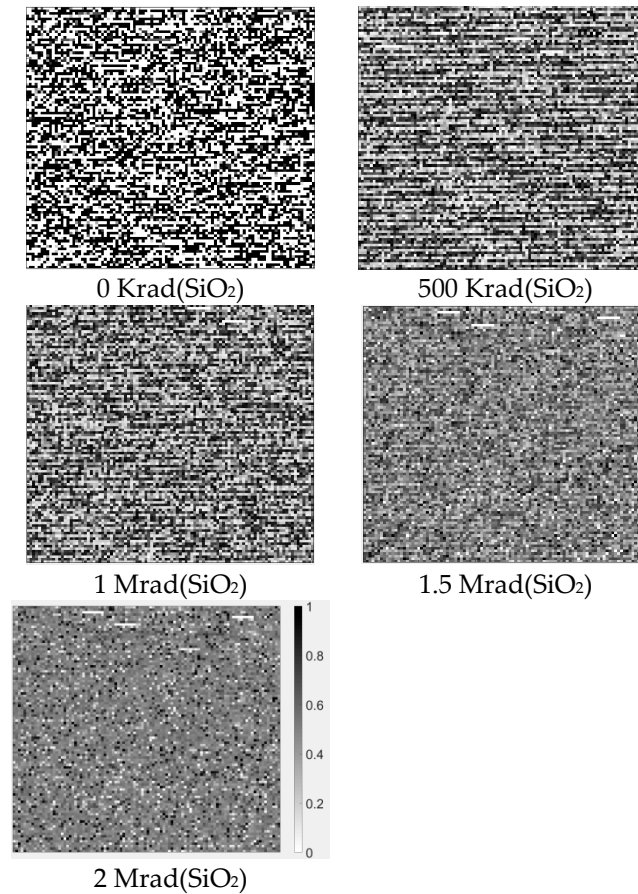 0 Krad(SiO₂)
500 Krad(SiO₂)
1 Mrad(SiO₂)
1.5 Mrad(SiO₂)
1
0.8
0.6
0.4
0.2
0
2 Mrad(SiO₂)